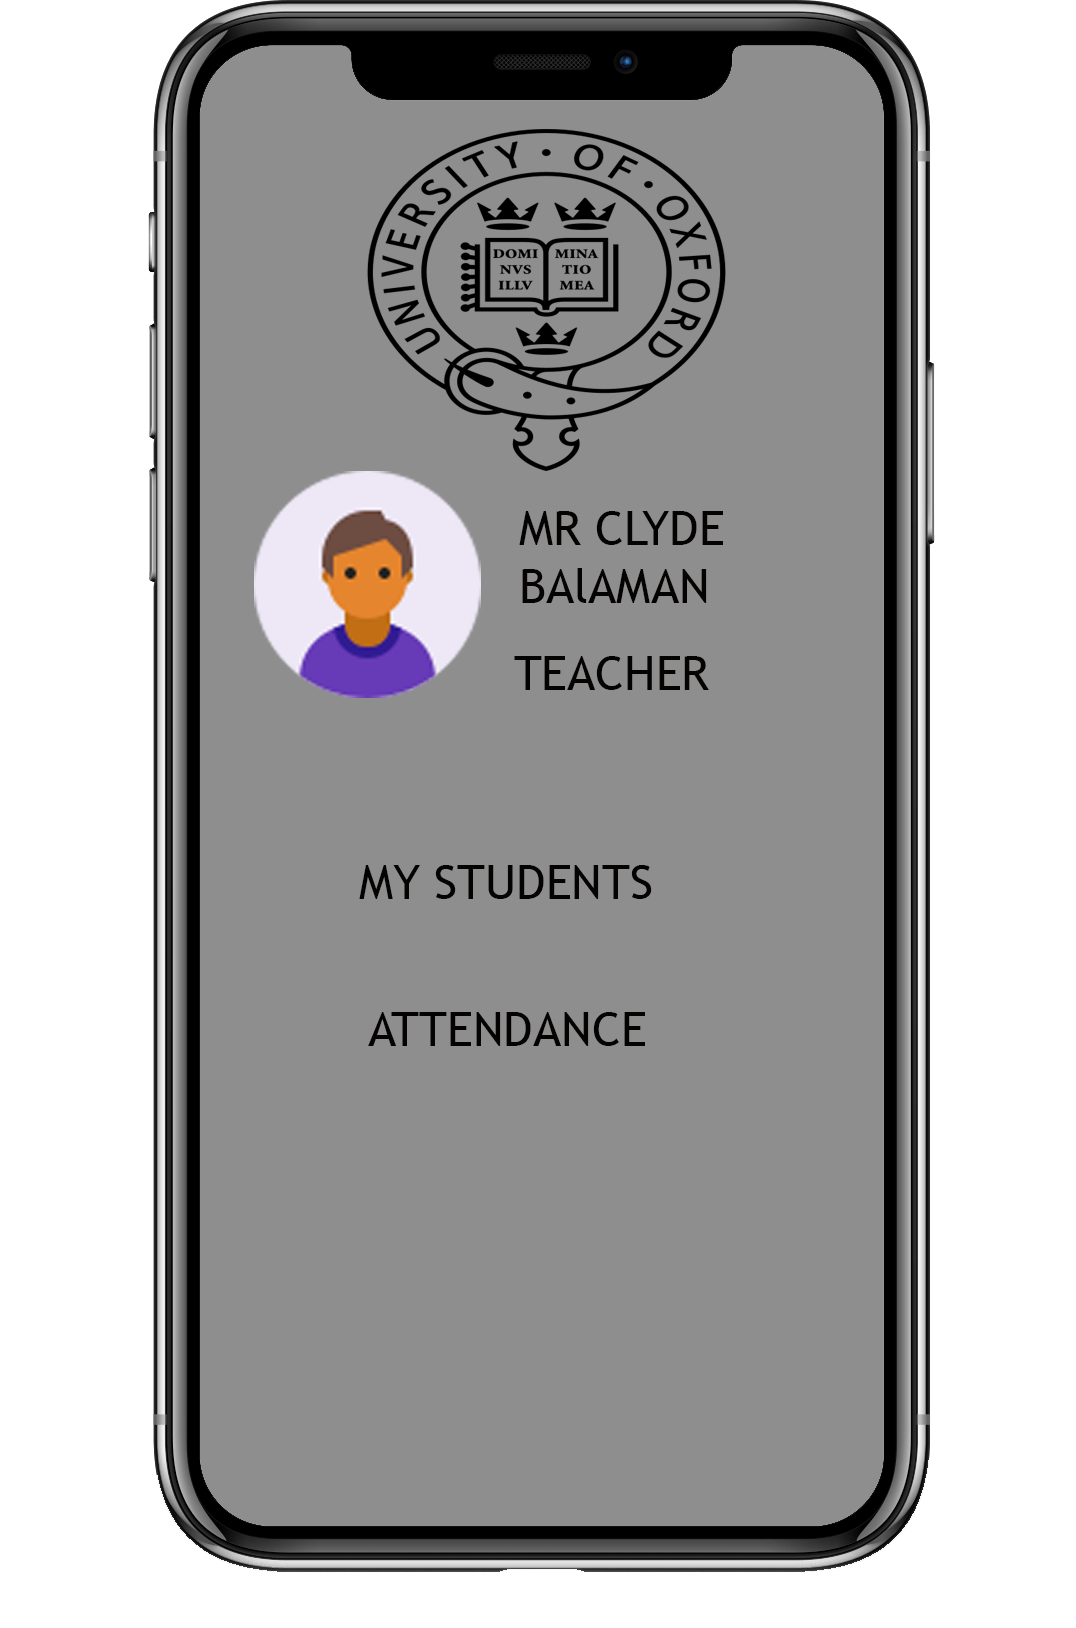 UNIVERSITY · OF · OXFORD
DOMI MINA
NVS TIO
ILLV MEA
MR CLYDE
BAlAMAN
TEACHER
MY STUDENTS
ATTENDANCE